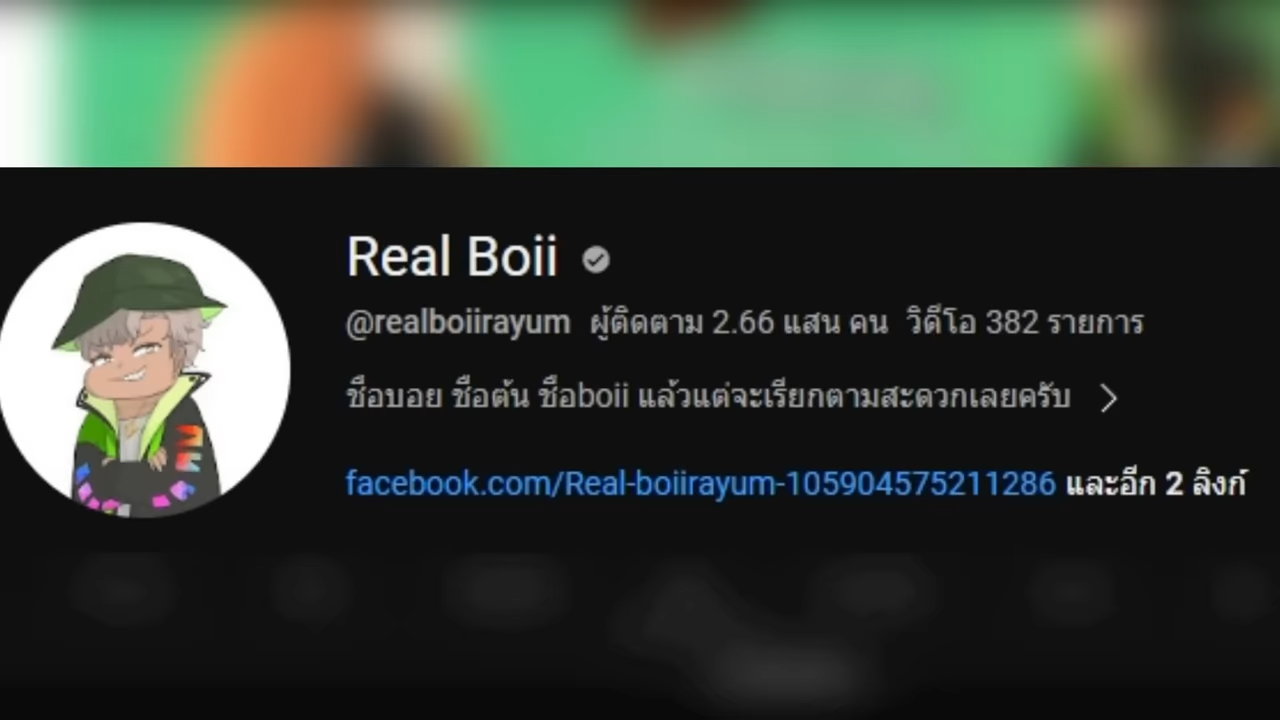 Real Boii
@realboiirayum ผู้ติดตาม 2.66 แสน คน วิดีโอ 382 รายการ
ชื่อบอย ชื่อต้น ชื่อboii แล้วแต่จะเรียกตามสะดวกเลยครับ
facebook.com/Real-boiirayum-105904575211286 และอีก 2 ลิงก์